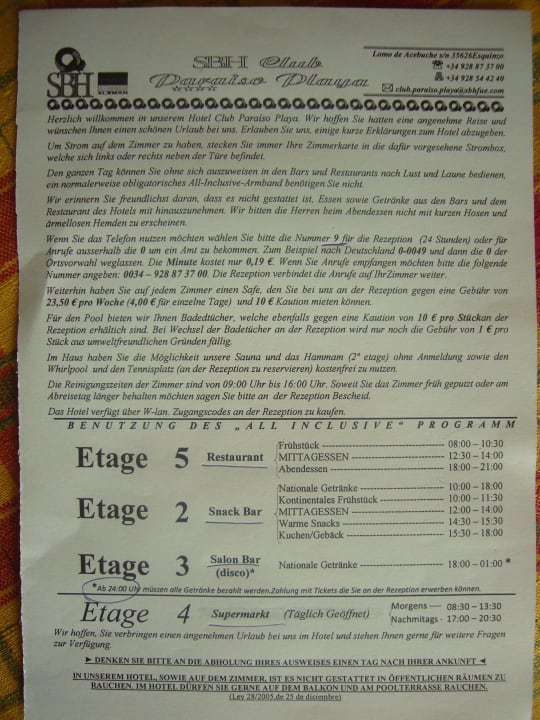 SBH Club
Paraíso Playa
SBH
Lomo de Acebuche s/n 35626Esquinzo
+34 928 87 37 00
+34 928 54 42 40
club.paraiso.playa@sbhfue.com
Herzlich willkommen in unserem Hotel Club Paraíso Playa. Wir hoffen Sie hatten eine angenehme Reise und
wünschen Ihnen einen schönen Urlaub bei uns. Erlauben Sie uns, einige kurze Erklärungen zum Hotel abzugeben.
Um Strom auf dem Zimmer zu haben, stecken sie immer Ihre Zimmerkarte in die dafür vorgesehene Strombox,
welche sich links oder rechts neben der Türe befindet.
Den ganzen Tag können Sie ohne sich auszuweisen in den Bars und Restaurants nach Lust und Laune bedienen,
ein normalerweise obligatorisches All-Inclusive-Armband benötigen Sie nicht.
Wir erinnern Sie freundlichst daran, dass es nicht gestattet ist, Essen sowie Getränke aus den Bars und dem
Restaurant des Hotels mit hinauszunehmen. Wir bitten die Herren beim Abendessen nicht mit kurzen Hosen und
ärmellosen Hemden zu erscheinen.
Wenn Sie das Telefon nutzen möchten wählen Sie bitte die Nummer 9 für die Rezeption (24 Stunden) oder für
Anrufe ausserhalb die 0 um ein Amt zu bekommen. Zum Beispiel nach Deutschland 0-0049 und dann die 0 der
Ortsvorwahl weglassen. Die Minute kostet nur 0,19 €. Wenn Sie Anrufe empfangen möchten bitte die folgende
Nummer angeben: 0034 – 928 87 37 00. Die Rezeption verbindet die Anrufe auf IhrZimmer weiter.
Weiterhin haben Sie auf jedem Zimmer einen Safe, den Sie bei uns an der Rezeption gegen eine Gebühr von
23,50 € pro Woche (4,00 € für einzelne Tage) und 10 € Kaution mieten können.
Für den Pool bieten wir Ihnen Badedtücher, welche ebenfalls gegen eine Kaution von 10 € pro Stückan der
Rezeption erhältlich sind. Bei Wechsel der Badetücher an der Rezeption wird nur noch die Gebühr von 1 € pro
Stück aus umweltfreundlichen Gründen fällig.
Im Haus haben Sie die Möglichkeit unsere Sauna und das Hammam (2º etage) ohne Anmeldung sowie den
Whirlpool und den Tennisplatz (an der Rezeption zu reservieren) kostenfrei zu nutzen.
Die Reinigungszeiten der Zimmer sind von 09:00 Uhr bis 16:00 Uhr. Soweit Sie das Zimmer früh geputzt oder am
Abreisetag länger behalten möchten sagen Sie bitte an der Rezeption Bescheid.
Das Hotel verfügt über W-lan. Zugangscodes an der Rezeption zu kaufen.
BENUTZUNG DES „ALL INCLUSIVE" PROGRAMM
Etage 5 Restaurant
Frühstück ---------------------------- 08:00 – 10:30
MITTAGESSEN ---------------------------- 12:30 – 14:00
Abendessen ---------------------------- 18:00 – 21:00
Etage 2 Snack Bar
Nationale Getränke ---------------------------- 10:00 – 18:00
Kontinentales Frühstück ---------------------------- 10:00 – 11:30
MITTAGESSEN ---------------------------- 12:00 – 14:00
Warme Snacks ---------------------------- 14:30 – 15:30
Kuchen/Gebäck ---------------------------- 15:30 – 18:00
Etage 3 Salon Bar
(disco)*
Nationale Getränke ---------------------------- 18:00 – 01:00 *
*Ab 24:00 Uhr müssen alle Getränke bezahlt werden.Zahlung mit Tickets die Sie an der Rezeption erwerben können.
Etage 4 Supermarkt (Täglich Geöffnet)
Morgens ---- 08:30 – 13:30
Nachmitags - 17:00 – 20:30
Wir hoffen, Sie verbringen einen angenehmen Urlaub bei uns im Hotel und stehen Ihnen gerne für weitere Fragen
zur Verfügung.
► DENKEN SIE BITTE AN DIE ABHOLUNG IHRES AUSWEISES EINEN TAG NACH IHRER ANKUNFT ◄
IN UNSEREM HOTEL, SOWIE AUF DEM ZIMMER, IST ES NICHT GESTATTET IN ÖFFENTLICHEN RÄUMEN ZU
RAUCHEN. IM HOTEL DÜRFEN SIE GERNE AUF DEM BALKON UND AM POOLTERRASSE RAUCHEN.
(Ley 28/2005.de 25 de diciembre)